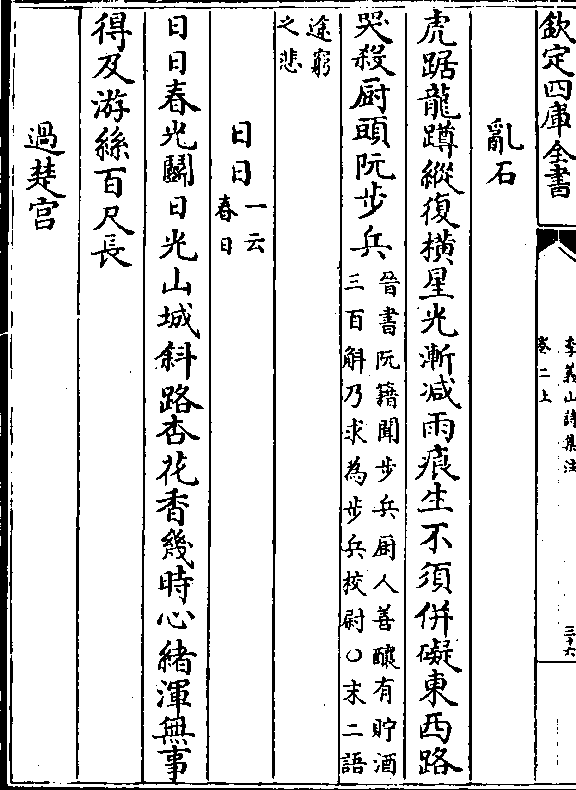 欽定四庫全書
李義山詩集注
卷二上
三十六
亂石
虎踞龍蹲縱復橫星光漸减雨痕生不須併礙東西路
哭殺厨頭阮步兵
晉書阮籍聞步兵厨人善釀有貯酒
三百斛乃求為步兵校尉○末二語
途窮
之悲
日日
一云
春日
日日春光鬬日光山城斜路杏花香幾時心緒渾無事
得及游絲百尺長
過楚宫